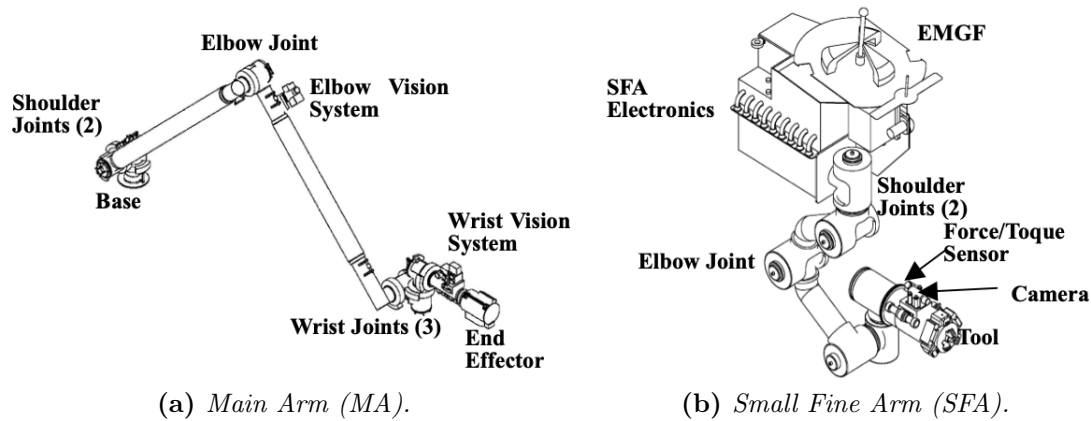 Elbow Joint
Elbow Vision
System
Shoulder
Joints (2)
Base
Wrist Vision
System
Wrist Joints (3)
End
Effector
(a) Main Arm (MA).
EMGF
SFA
Electronics
Shoulder
Joints (2)
Force/Toque
Sensor
Elbow Joint
Camera
Tool
(b) Small Fine Arm (SFA).